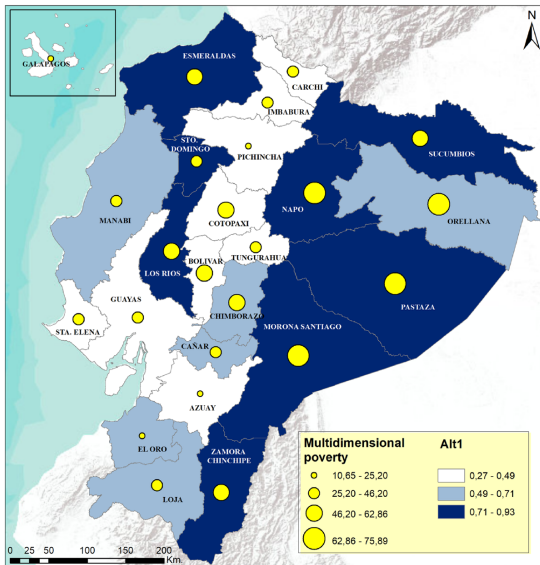 N
GALAPAGOS
ESMERALDAS
CARCHI
IMBABURA
STO.
DOMINGO
PICHINCHA
SUCUMBIOS
MANABI
COTOPAXI
NAPO
ORELLANA
LOS RIOS
BOLIVAR
TUNGURAHUA
PASTAZA
GUAYAS
CHIMBORAZO
STA. ELENA
MORONA SANTIAGO
CAÑAR
AZUAY
EL ORO
ZAMORA
CHINCHIPE
LOJA
Multidimensional
poverty
10,65 - 25,20
25,20 - 46,20
46,20 - 62,86
62,86 - 75,89
Alt1
0,27 - 0,49
0,49 - 0,71
0,71 - 0,93
0 25 50 100 150 200
Km.